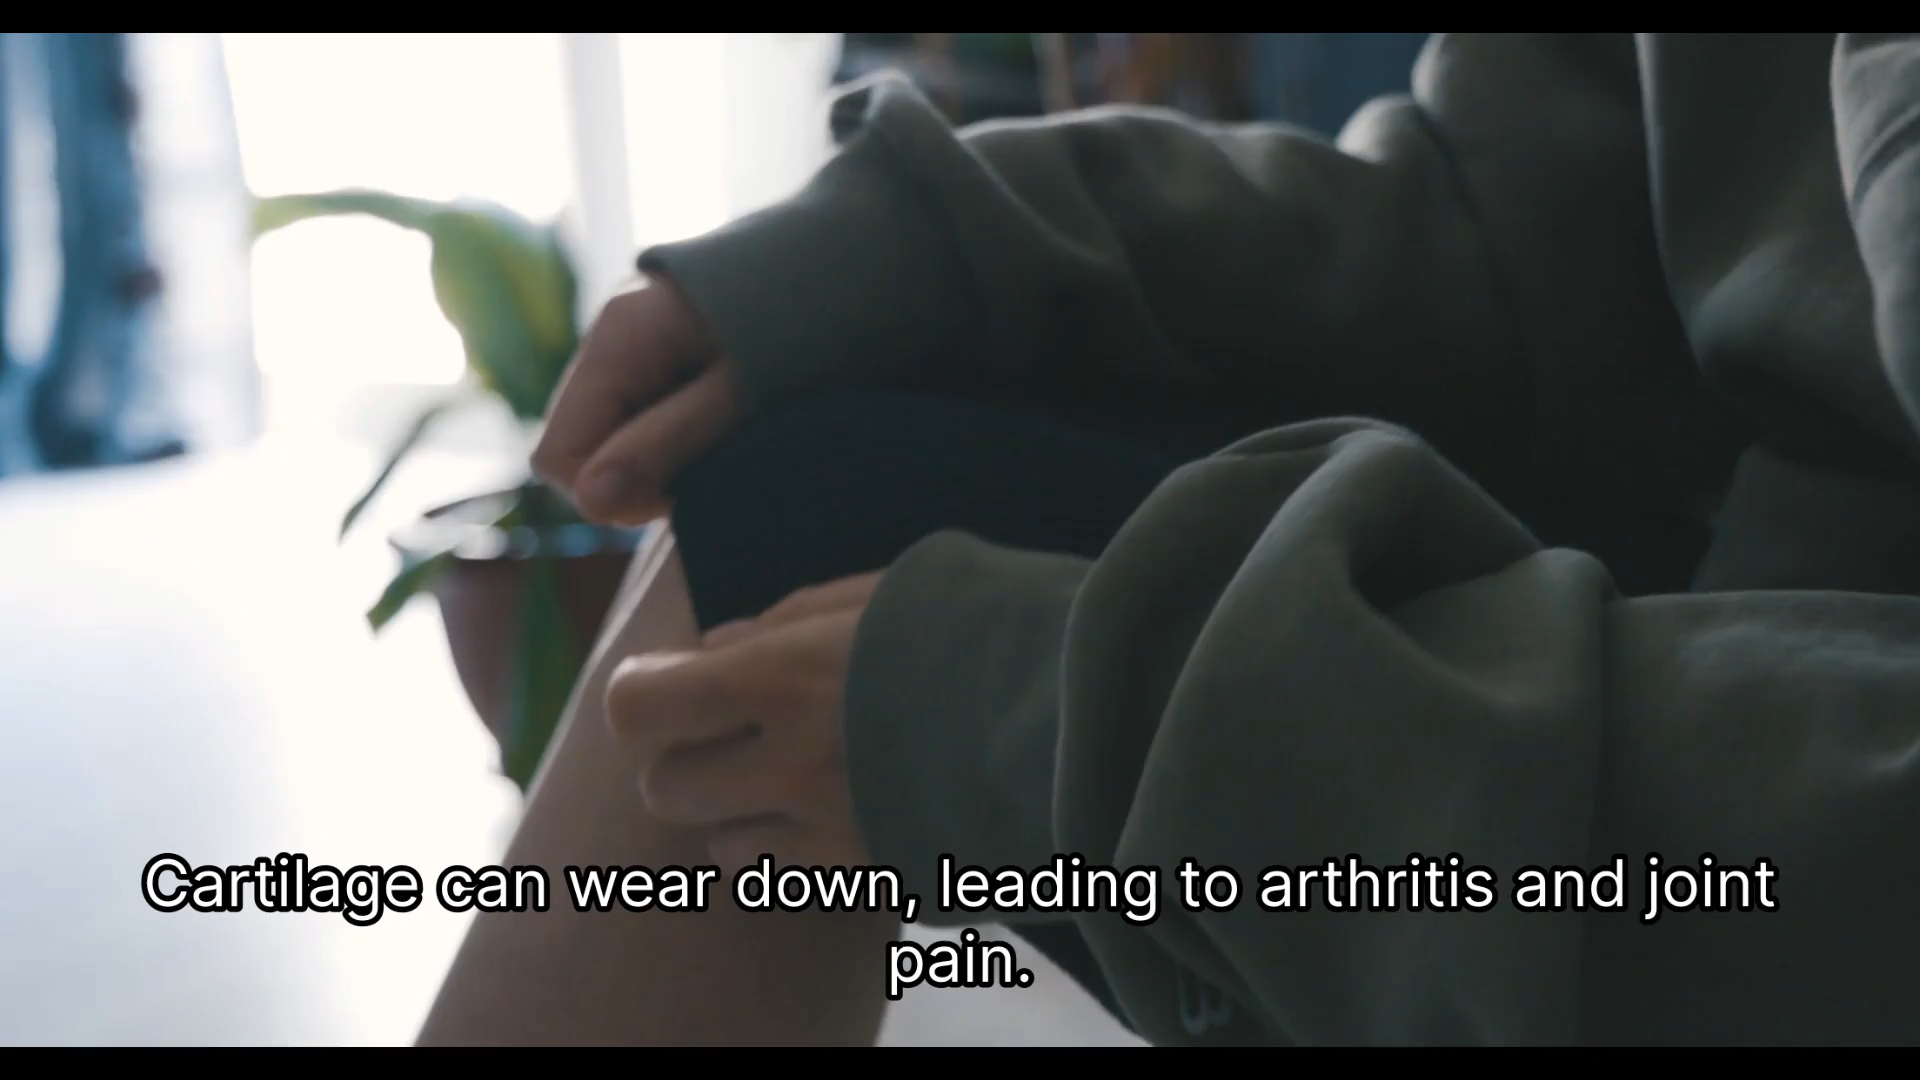 Cartilage can wear down, leading to arthritis and joint
pain.